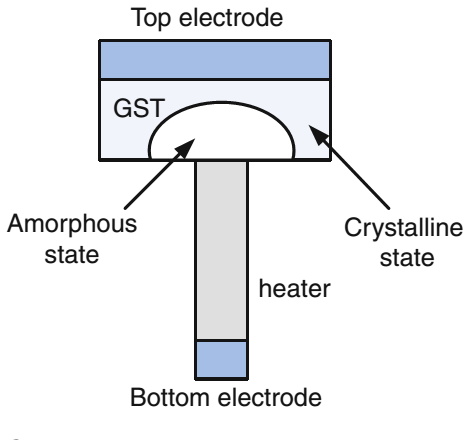 Top electrode
GST
Amorphous
state
Crystalline
state
heater
Bottom electrode